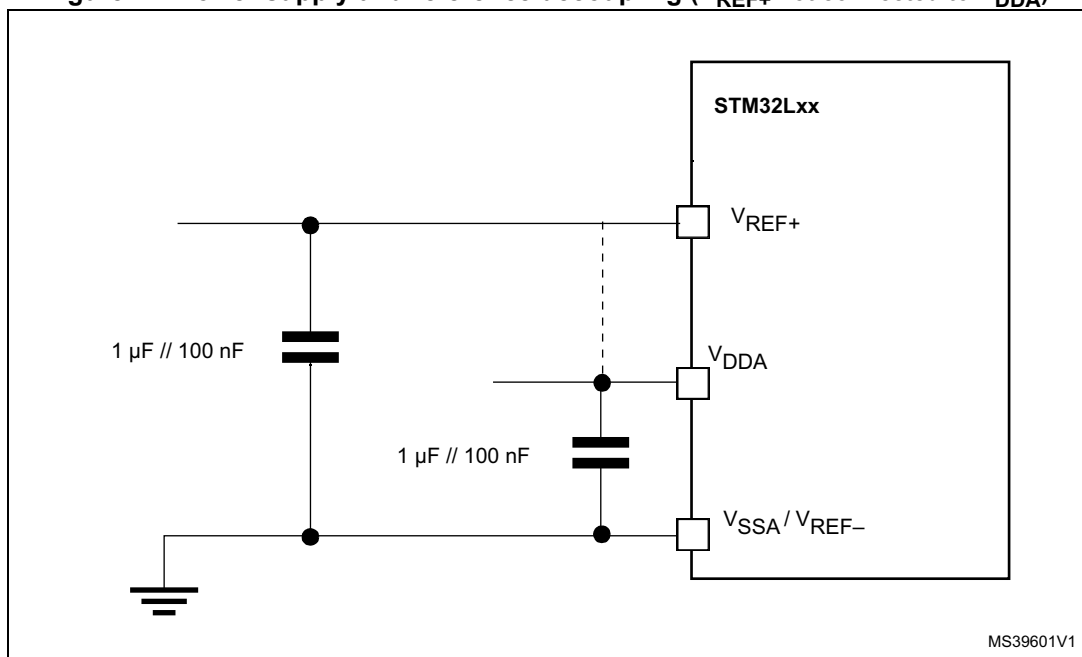 STM32Lxx
VREF+
1 µF // 100 nF
VDDA
1 µF // 100 nF
VSSA / VREF–
MS39601V1